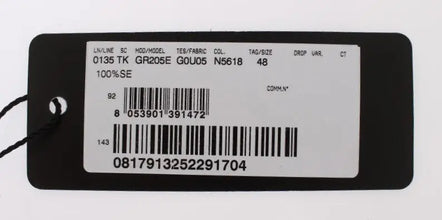 LN/LINE SC MOD/MODEL TES/FABRIC COL. TAG/SIZE DROP VAR. CT
0135 TK GR205E G0U05 N5618 48
100%SE
COMM.N°
92
8 053901 391472
143
0817913252291704